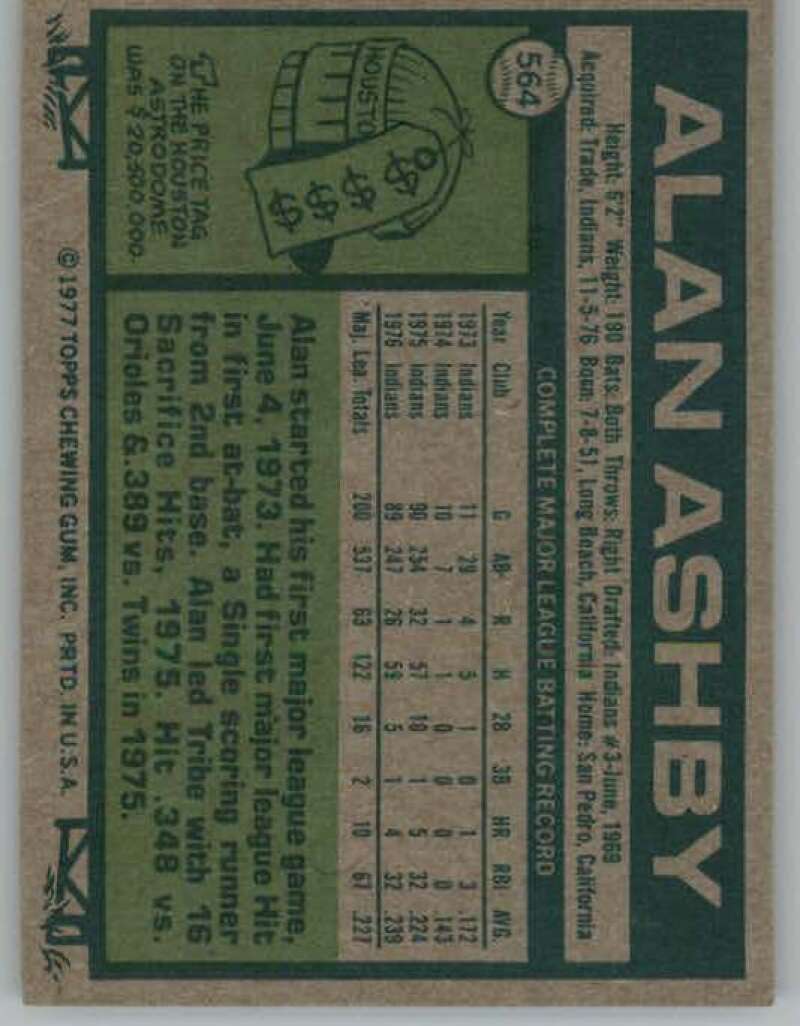 564
ALAN ASHBY
Height: 6'2" Weight: 190 Bats: Both Throws: Right Drafted: Indians #3-June, 1969
Acquired: Trade, Indians, 11-5-76 Born: 7-8-51, Long Beach, California Home: San Pedro, California
COMPLETE MAJOR LEAGUE BATTING RECORD
Year Club G AB R H 2B 3B HR RBI AVG.
1973 Indians 11 29 4 5 1 0 1 3 .172
1974 Indians 10 7 1 1 0 0 0 0 .143
1975 Indians 90 254 32 57 10 1 5 32 .224
1976 Indians 89 247 26 59 5 1 4 32 .239
Maj. Lea. Totals 200 537 63 122 16 2 10 67 .227
HOUSTON
$ $ $ $
THE PRICE TAG
ON THE HOUSTON
ASTRODOME
WAS $20,500,000.
Alan started his first major league game,
June 4, 1973. Had first major league Hit
in first at-bat, a Single scoring runner
from 2nd base. Alan led Tribe with 16
Sacrifice Hits, 1975. Hit .348 vs.
Orioles & .389 vs. Twins in 1975.
©1977 TOPPS CHEWING GUM, INC. PRTD. IN U.S.A.